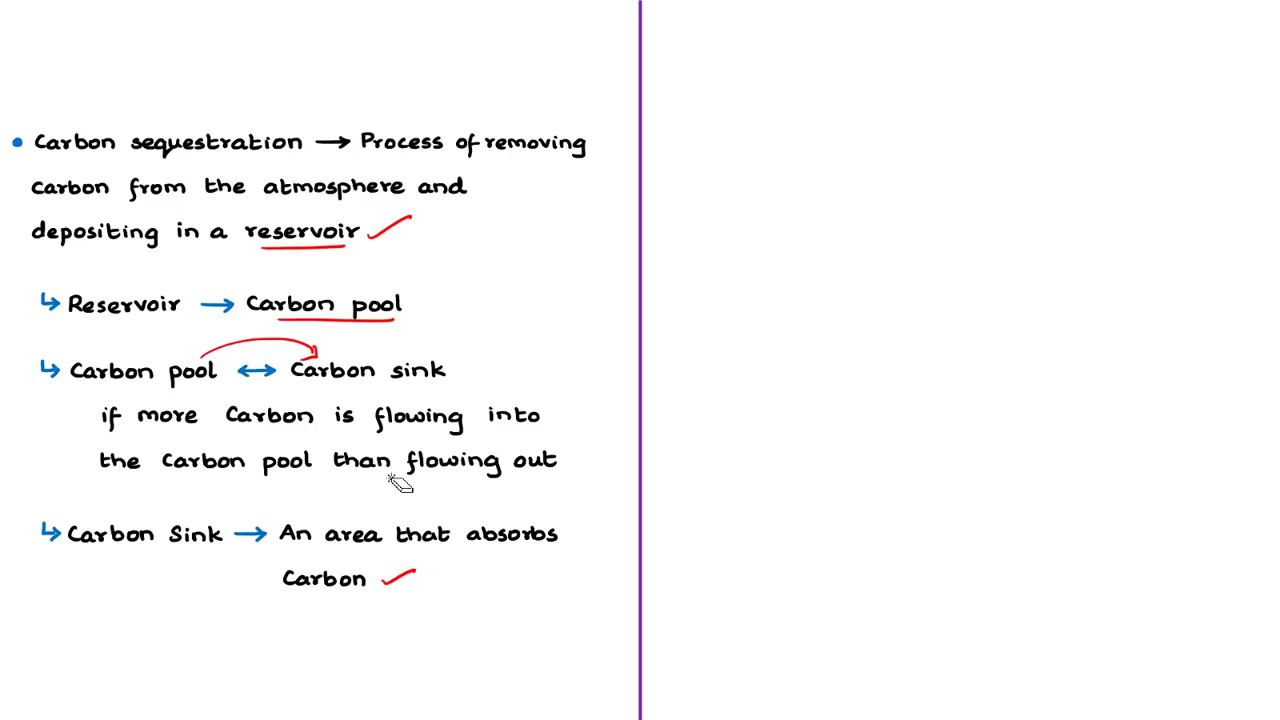 • Carbon sequestration → Process of removing
carbon from the atmosphere and
depositing in a reservoir ✓
↳ Reservoir → Carbon pool
↳ Carbon pool ↔ Carbon sink
if more Carbon is flowing into
the Carbon pool than flowing out
↳ Carbon Sink → An area that absorbs
Carbon ✓